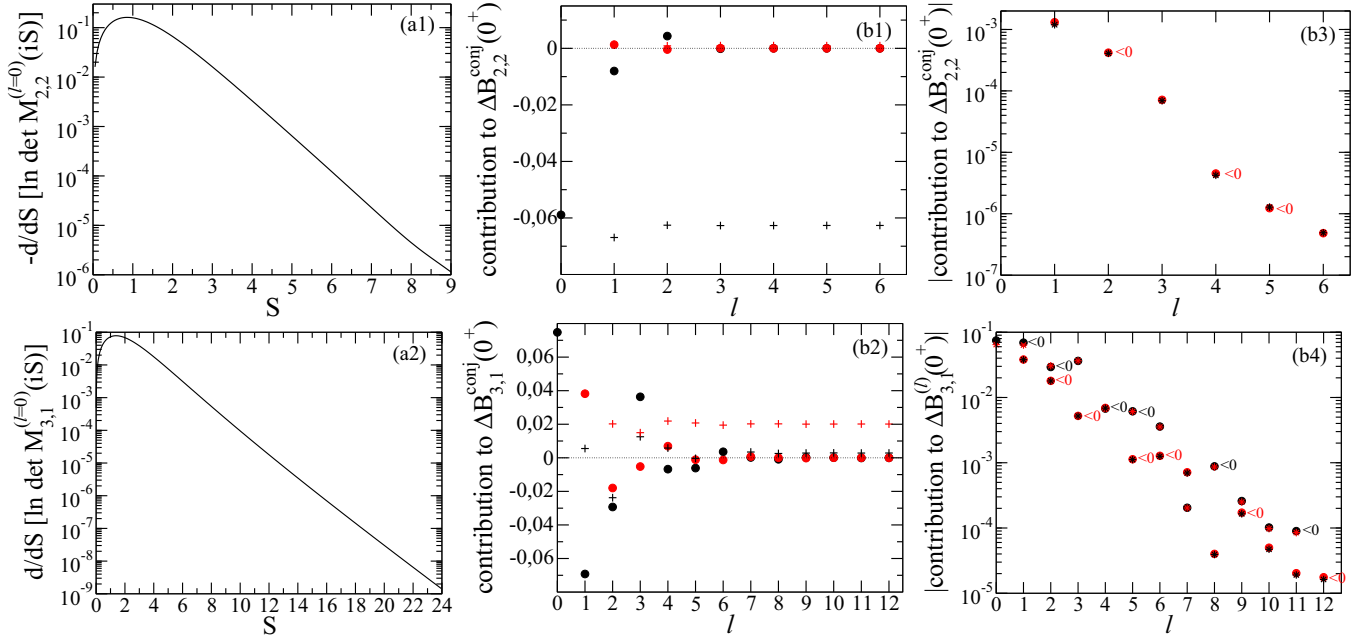 (a1)
-d/dS [ln det M_{2,2}^{(l=0)}(iS)]
10^{-1}
10^{-2}
10^{-3}
10^{-4}
10^{-5}
10^{-6}
0 1 2 3 4 5 6 7 8 9
S
(b1)
contribution to ΔB_{2,2}^{conj}(0^+)
0
-0,02
-0,04
-0,06
0 1 2 3 4 5 6
l
(b3)
|contribution to ΔB_{2,2}^{conj}(0^+)|
10^{-3}
10^{-4}
10^{-5}
10^{-6}
10^{-7}
<0
<0
<0
0 1 2 3 4 5 6
l
(a2)
d/dS [ln det M_{3,1}^{(l=0)}(iS)]
10^{-1}
10^{-2}
10^{-3}
10^{-4}
10^{-5}
10^{-6}
10^{-7}
10^{-8}
10^{-9}
0 2 4 6 8 10 12 14 16 18 20 22 24
S
(b2)
contribution to ΔB_{3,1}^{conj}(0^+)
0,06
0,04
0,02
0
-0,02
-0,04
-0,06
0 1 2 3 4 5 6 7 8 9 10 11 12
l
(b4)
|contribution to ΔB_{3,1}^{(l)}(0^+)|
10^{-1}
10^{-2}
10^{-3}
10^{-4}
10^{-5}
<0
<0
<0
<0
<0
<0
<0
<0
<0
<0
<0
<0
0 1 2 3 4 5 6 7 8 9 10 11 12
l